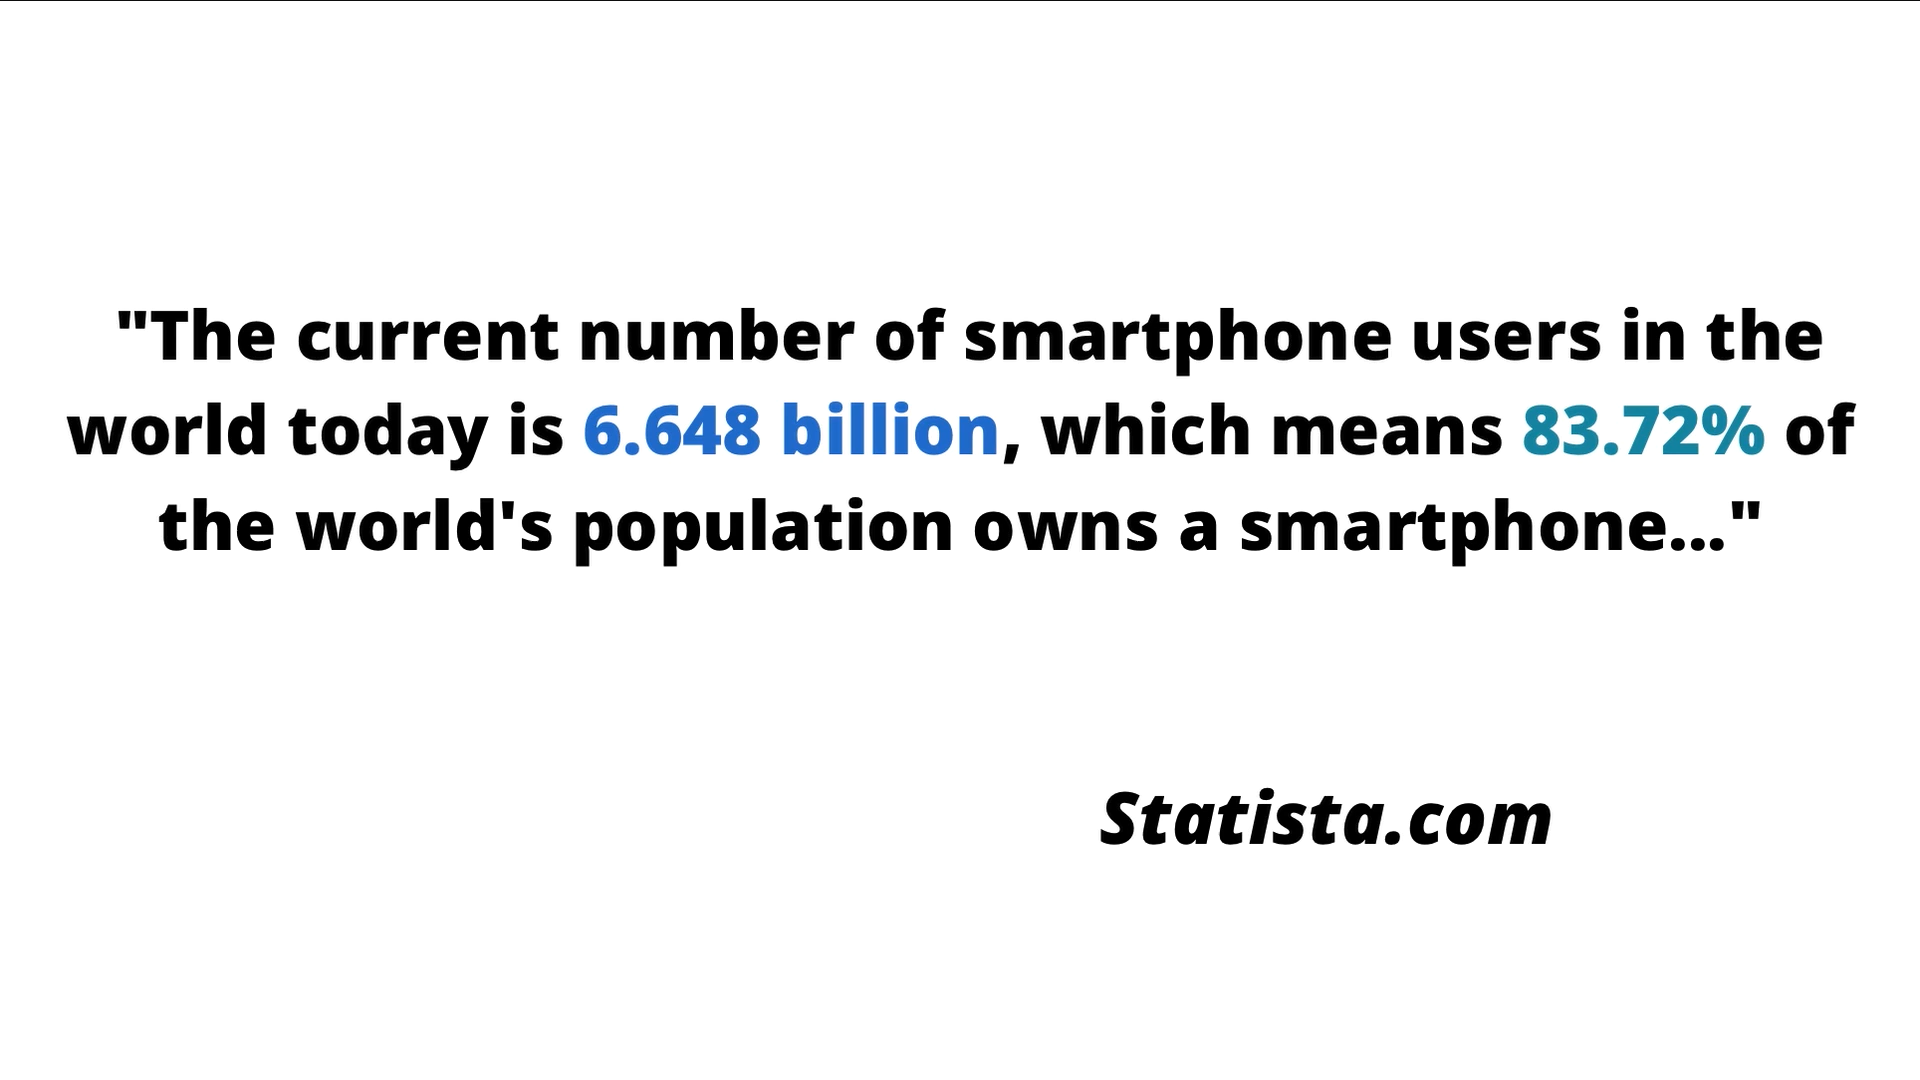 "The current number of smartphone users in the
world today is 6.648 billion, which means 83.72% of
the world's population owns a smartphone..."
Statista.com